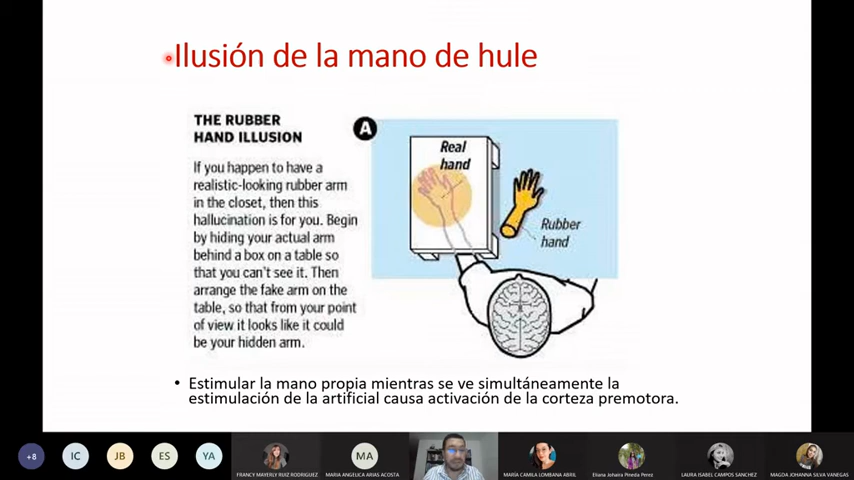 Ilusión de la mano de hule
THE RUBBER
HAND ILLUSION
If you happen to have a
realistic-looking rubber arm
in the closet, then this
hallucination is for you. Begin
by hiding your actual arm
behind a box on a table so
that you can't see it. Then
arrange the fake arm on the
table, so that from your point
of view it looks like it could
be your hidden arm.
A
Real
hand
Rubber
hand
• Estimular la mano propia mientras se ve simultáneamente la
estimulación de la artificial causa activación de la corteza premotora.
+8
IC
JB
ES
YA
FRANCY MAYERLY RUIZ RODRIGUEZ
MA
MARIA ANGELICA ARIAS ACOSTA
MARÍA CAMILA LOMBANA ABRIL
Eliana Johaira Pineda Perez
LAURA ISABEL CAMPOS SANCHEZ
MAGDA JOHANNA SILVA VANEGAS